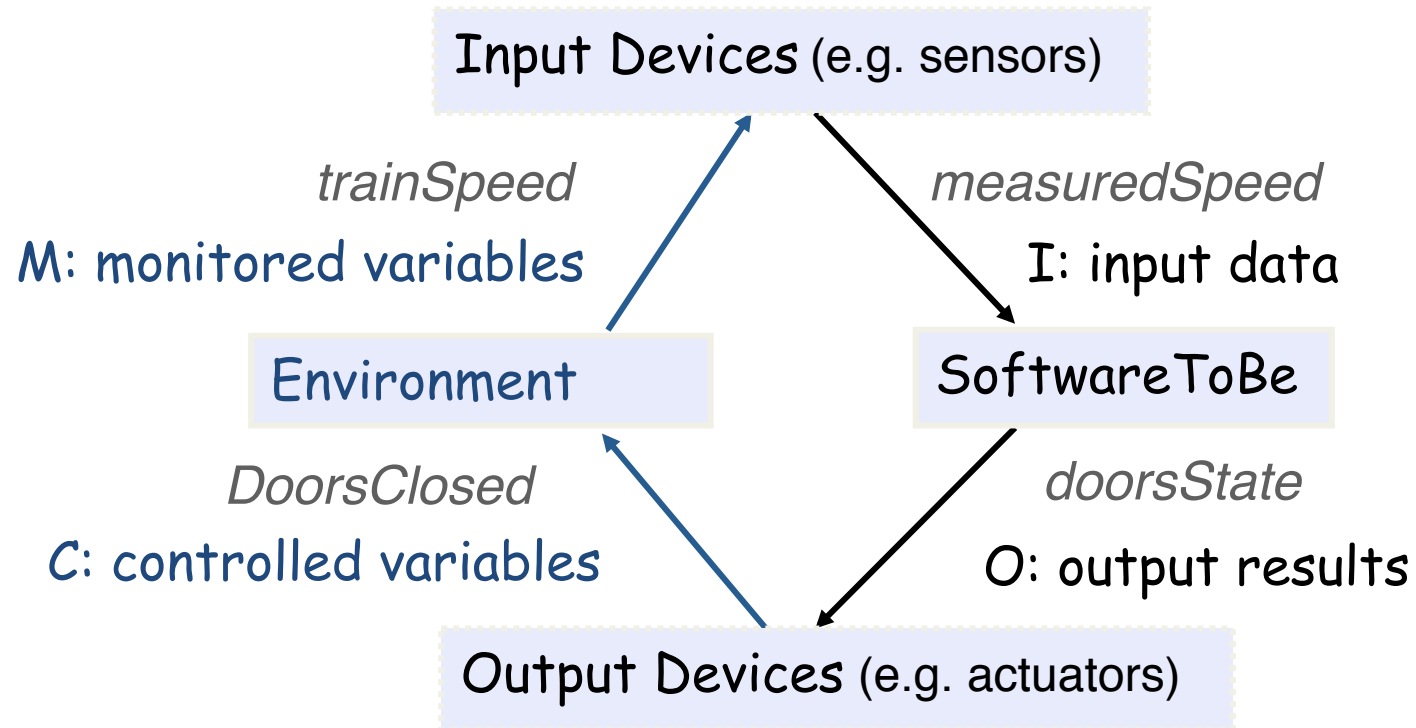 Input Devices (e.g. sensors)
trainSpeed
measuredSpeed
M: monitored variables
I: input data
Environment
SoftwareToBe
DoorsClosed
doorsState
C: controlled variables
O: output results
Output Devices (e.g. actuators)